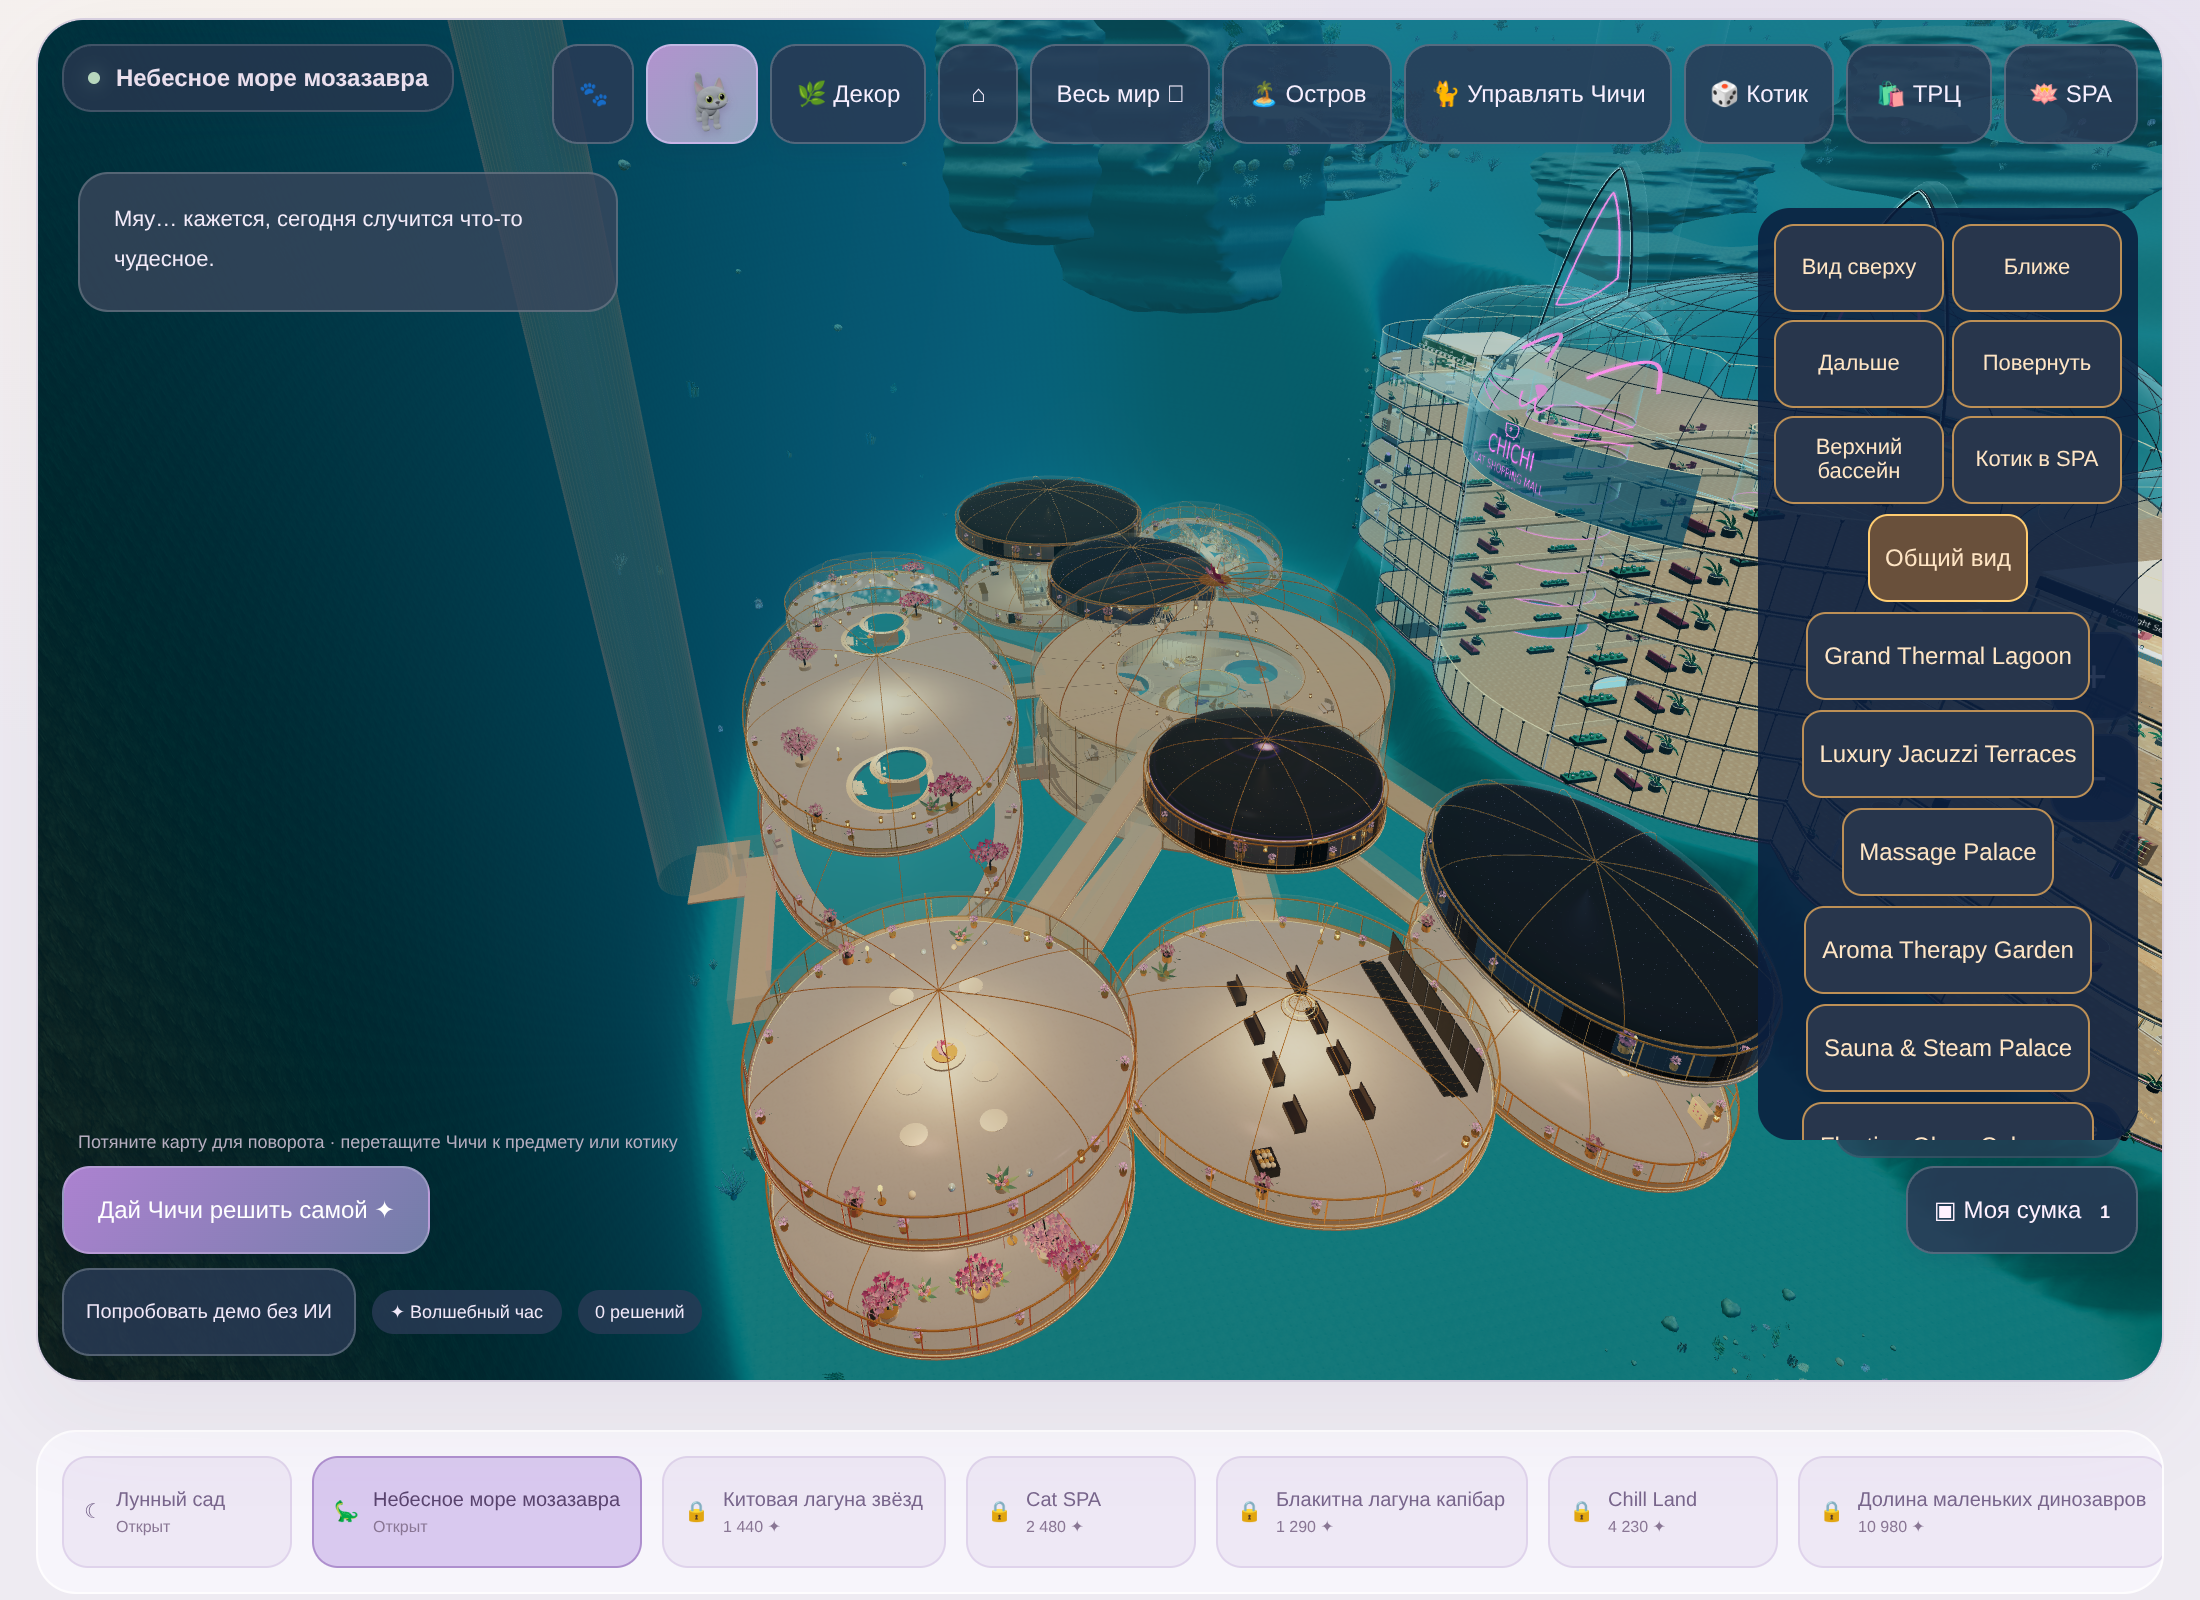 Небесное море мозазавра
Декор
Весь мир
Остров
Управлять Чичи
Котик
ТРЦ
SPA
Мяу… кажется, сегодня случится что-то
чудесное.
Вид сверху
Ближе
Дальше
Повернуть
Верхний
бассейн
Котик в SPA
Общий вид
Grand Thermal Lagoon
Luxury Jacuzzi Terraces
Massage Palace
Aroma Therapy Garden
Sauna & Steam Palace
CHICHI
CAT SHOPPING MALL
Потяните карту для поворота · перетащите Чичи к предмету или котику
Дай Чичи решить самой ✦
Моя сумка 1
Попробовать демо без ИИ
✦ Волшебный час
0 решений
Лунный сад
Открыт
Небесное море мозазавра
Открыт
Китовая лагуна звёзд
1 440 ✦
Cat SPA
2 480 ✦
Блакитна лагуна капібар
1 290 ✦
Chill Land
4 230 ✦
Долина маленьких динозавров
10 980 ✦